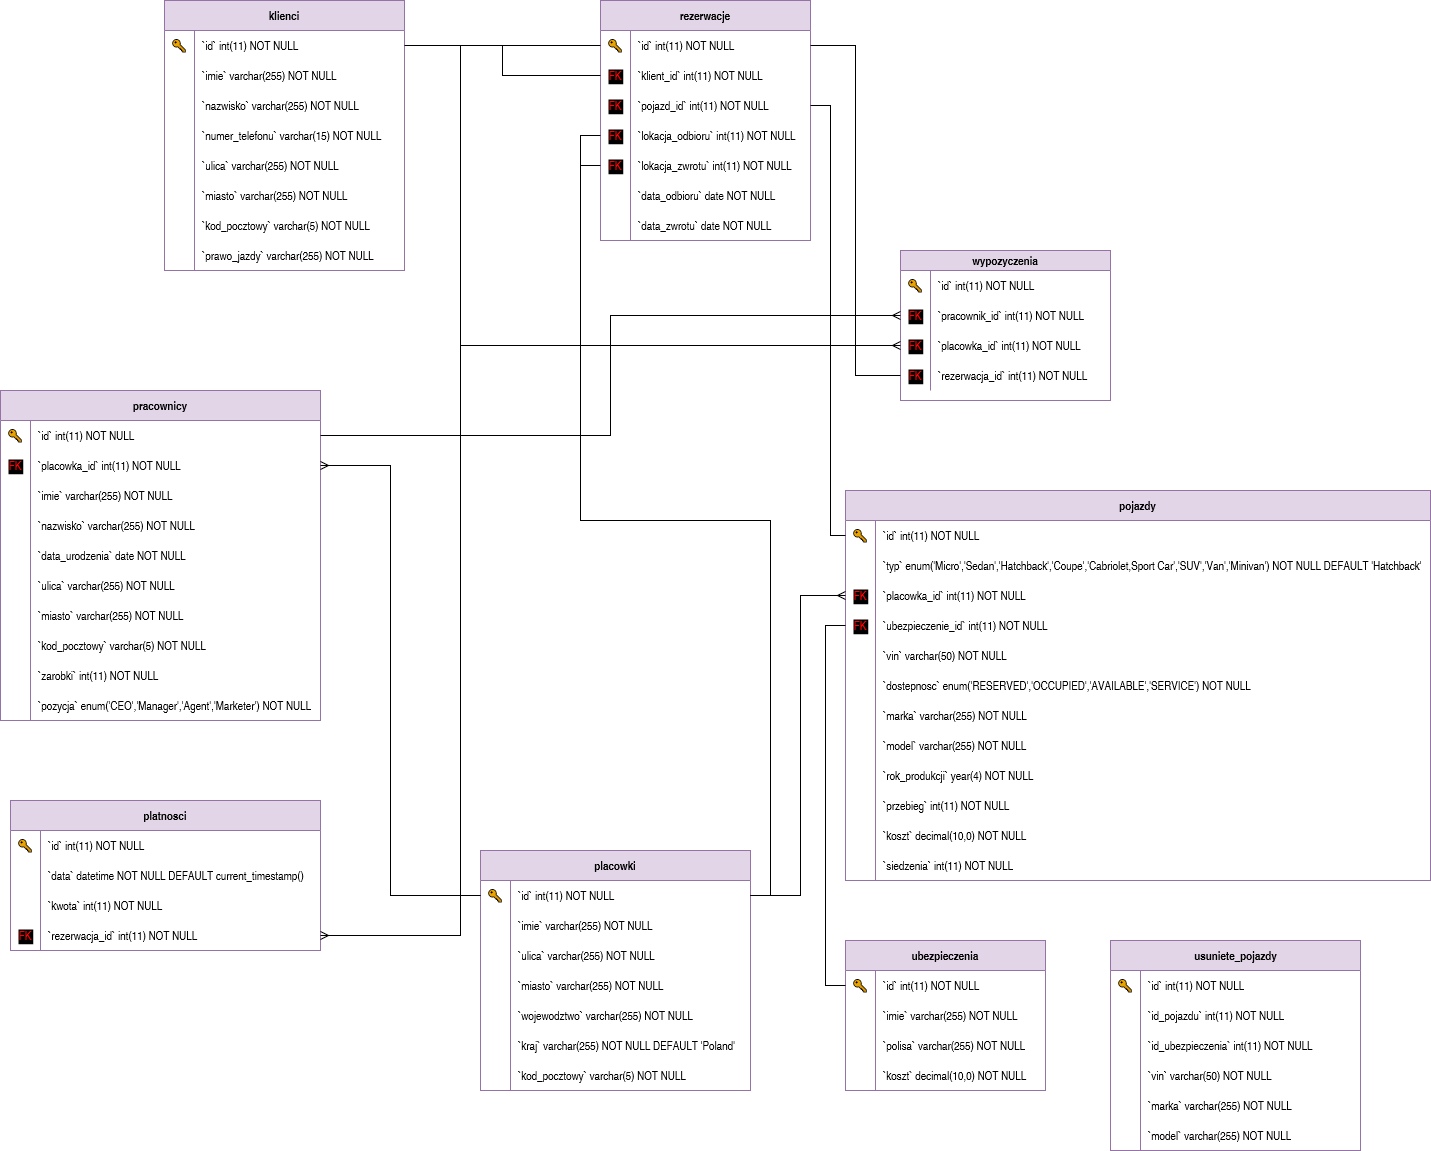 klienci
`id` int(11) NOT NULL
`imie` varchar(255) NOT NULL
`nazwisko` varchar(255) NOT NULL
`numer_telefonu` varchar(15) NOT NULL
`ulica` varchar(255) NOT NULL
`miasto` varchar(255) NOT NULL
`kod_pocztowy` varchar(5) NOT NULL
`prawo_jazdy` varchar(255) NOT NULL
rezerwacje
`id` int(11) NOT NULL
FK `klient_id` int(11) NOT NULL
FK `pojazd_id` int(11) NOT NULL
FK `lokacja_odbioru` int(11) NOT NULL
FK `lokacja_zwrotu` int(11) NOT NULL
`data_odbioru` date NOT NULL
`data_zwrotu` date NOT NULL
wypozyczenia
`id` int(11) NOT NULL
FK `pracownik_id` int(11) NOT NULL
FK `placowka_id` int(11) NOT NULL
FK `rezerwacja_id` int(11) NOT NULL
pracownicy
`id` int(11) NOT NULL
FK `placowka_id` int(11) NOT NULL
`imie` varchar(255) NOT NULL
`nazwisko` varchar(255) NOT NULL
`data_urodzenia` date NOT NULL
`ulica` varchar(255) NOT NULL
`miasto` varchar(255) NOT NULL
`kod_pocztowy` varchar(5) NOT NULL
`zarobki` int(11) NOT NULL
`pozycja` enum('CEO','Manager','Agent','Marketer') NOT NULL
pojazdy
`id` int(11) NOT NULL
`typ` enum('Micro','Sedan','Hatchback','Coupe','Cabriolet,Sport Car','SUV','Van','Minivan') NOT NULL DEFAULT 'Hatchback'
FK `placowka_id` int(11) NOT NULL
FK `ubezpieczenie_id` int(11) NOT NULL
`vin` varchar(50) NOT NULL
`dostepnosc` enum('RESERVED','OCCUPIED','AVAILABLE','SERVICE') NOT NULL
`marka` varchar(255) NOT NULL
`model` varchar(255) NOT NULL
`rok_produkcji` year(4) NOT NULL
`przebieg` int(11) NOT NULL
`koszt` decimal(10,0) NOT NULL
`siedzenia` int(11) NOT NULL
platnosci
`id` int(11) NOT NULL
`data` datetime NOT NULL DEFAULT current_timestamp()
`kwota` int(11) NOT NULL
FK `rezerwacja_id` int(11) NOT NULL
placowki
`id` int(11) NOT NULL
`imie` varchar(255) NOT NULL
`ulica` varchar(255) NOT NULL
`miasto` varchar(255) NOT NULL
`wojewodztwo` varchar(255) NOT NULL
`kraj` varchar(255) NOT NULL DEFAULT 'Poland'
`kod_pocztowy` varchar(5) NOT NULL
ubezpieczenia
`id` int(11) NOT NULL
`imie` varchar(255) NOT NULL
`polisa` varchar(255) NOT NULL
`koszt` decimal(10,0) NOT NULL
usuniete_pojazdy
`id` int(11) NOT NULL
`id_pojazdu` int(11) NOT NULL
`id_ubezpieczenia` int(11) NOT NULL
`vin` varchar(50) NOT NULL
`marka` varchar(255) NOT NULL
`model` varchar(255) NOT NULL